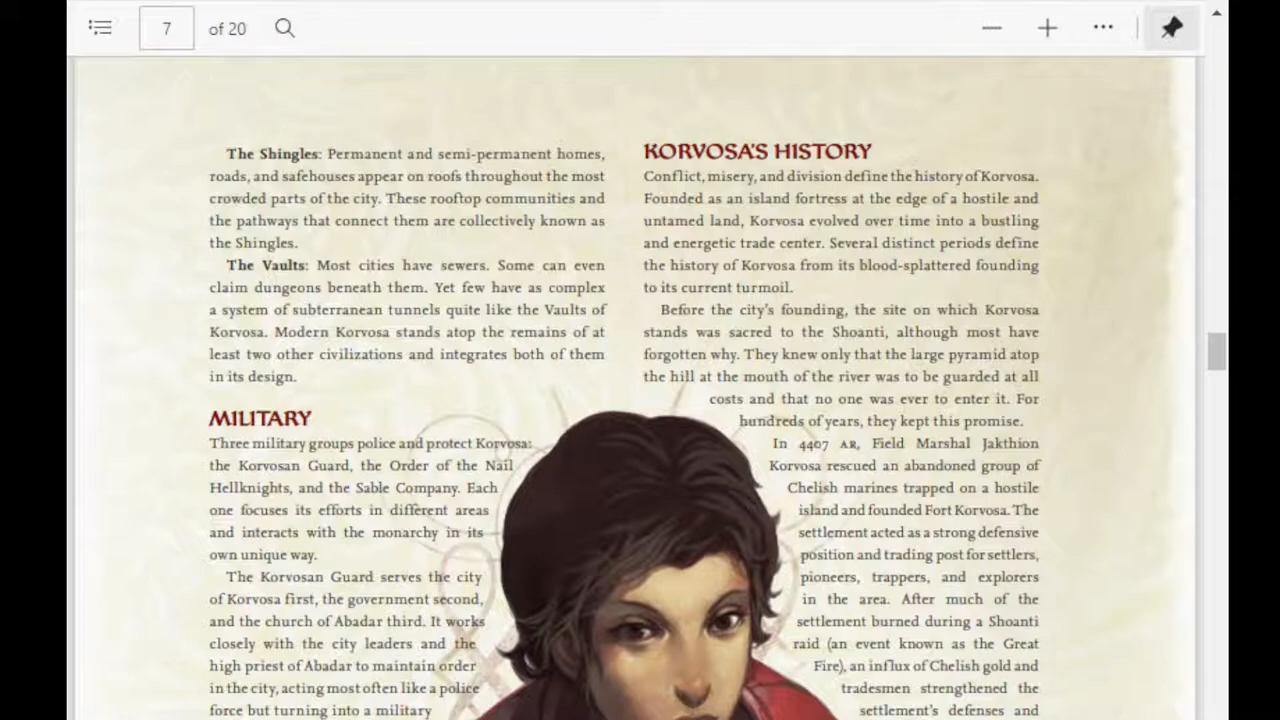 7 of 20
The Shingles: Permanent and semi-permanent homes,
roads, and safehouses appear on roofs throughout the most
crowded parts of the city. These rooftop communities and
the pathways that connect them are collectively known as
the Shingles.
The Vaults: Most cities have sewers. Some can even
claim dungeons beneath them. Yet few have as complex
a system of subterranean tunnels quite like the Vaults of
Korvosa. Modern Korvosa stands atop the remains of at
least two other civilizations and integrates both of them
in its design.
MILITARY
Three military groups police and protect Korvosa:
the Korvosan Guard, the Order of the Nail
Hellknights, and the Sable Company. Each
one focuses its efforts in different areas
and interacts with the monarchy in its
own unique way.
The Korvosan Guard serves the city
of Korvosa first, the government second,
and the church of Abadar third. It works
closely with the city leaders and the
high priest of Abadar to maintain order
in the city, acting most often like a police
force but turning into a military
KORVOSA'S HISTORY
Conflict, misery, and division define the history of Korvosa.
Founded as an island fortress at the edge of a hostile and
untamed land, Korvosa evolved over time into a bustling
and energetic trade center. Several distinct periods define
the history of Korvosa from its blood-splattered founding
to its current turmoil.
Before the city's founding, the site on which Korvosa
stands was sacred to the Shoanti, although most have
forgotten why. They knew only that the large pyramid atop
the hill at the mouth of the river was to be guarded at all
costs and that no one was ever to enter it. For
hundreds of years, they kept this promise.
In 4407 AR, Field Marshal Jakthion
Korvosa rescued an abandoned group of
Chelish marines trapped on a hostile
island and founded Fort Korvosa. The
settlement acted as a strong defensive
position and trading post for settlers,
pioneers, trappers, and explorers
in the area. After much of the
settlement burned during a Shoanti
raid (an event known as the Great
Fire), an influx of Chelish gold and
tradesmen strengthened the
settlement's defenses and